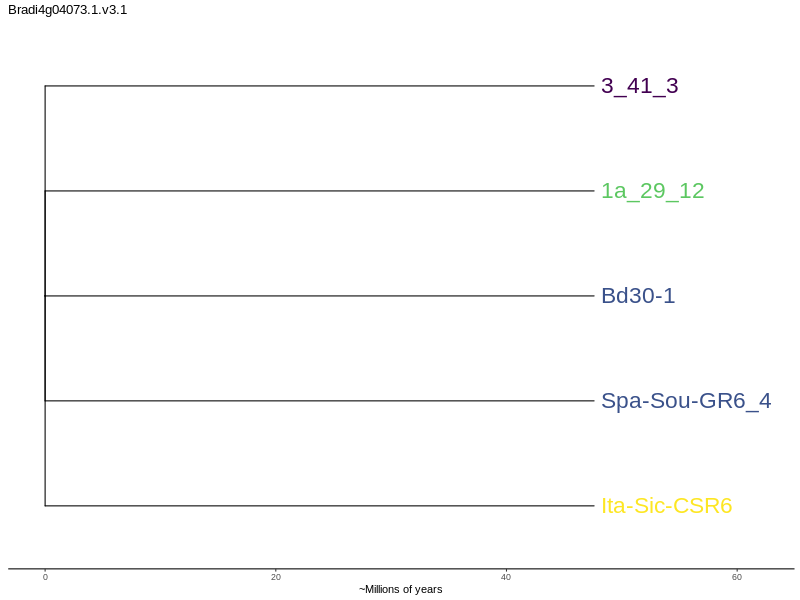 Bradi4g04073.1.v3.1
3_41_3
1a_29_12
Bd30-1
Spa-Sou-GR6_4
Ita-Sic-CSR6
0 20 40 60
~Millions of years